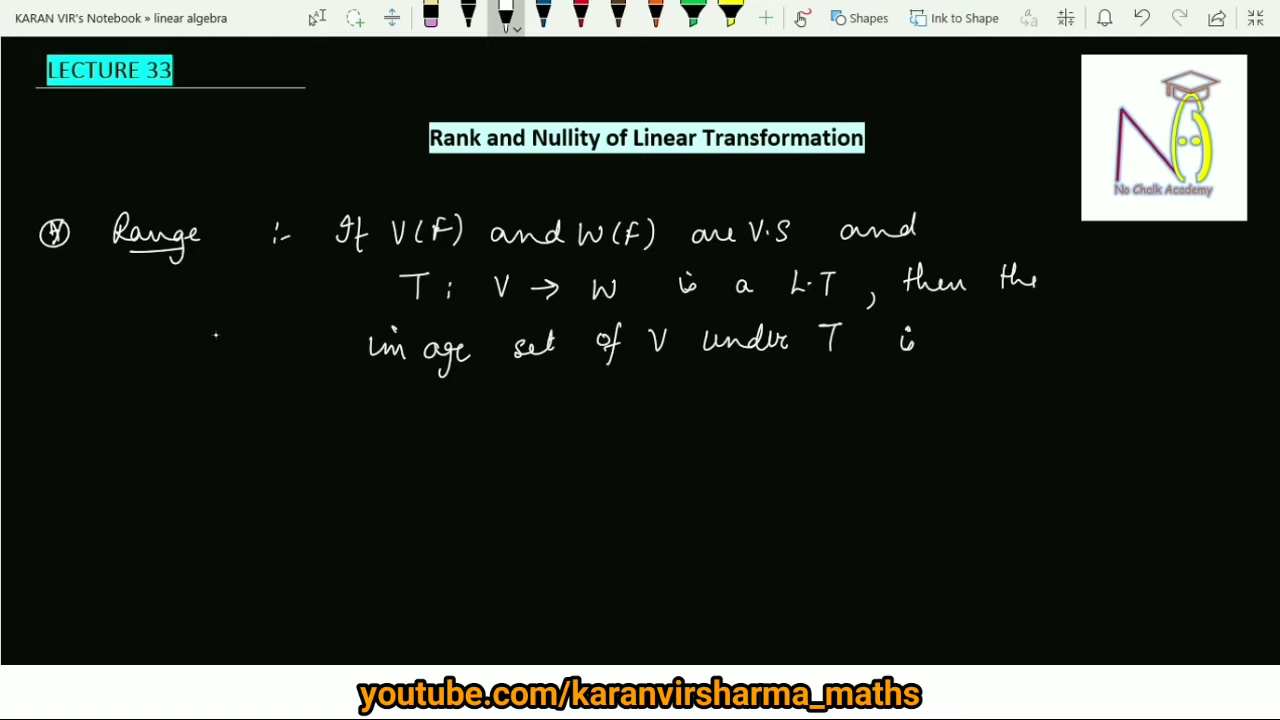 KARAN VIR's Notebook » linear algebra
Shapes
Ink to Shape
LECTURE 33
Rank and Nullity of Linear Transformation
No Chalk Academy
Range :- If V(F) and W(F) are V.S and
T : V → W is a L.T , then the
image set of V under T is
youtube.com/karanvirsharma_maths